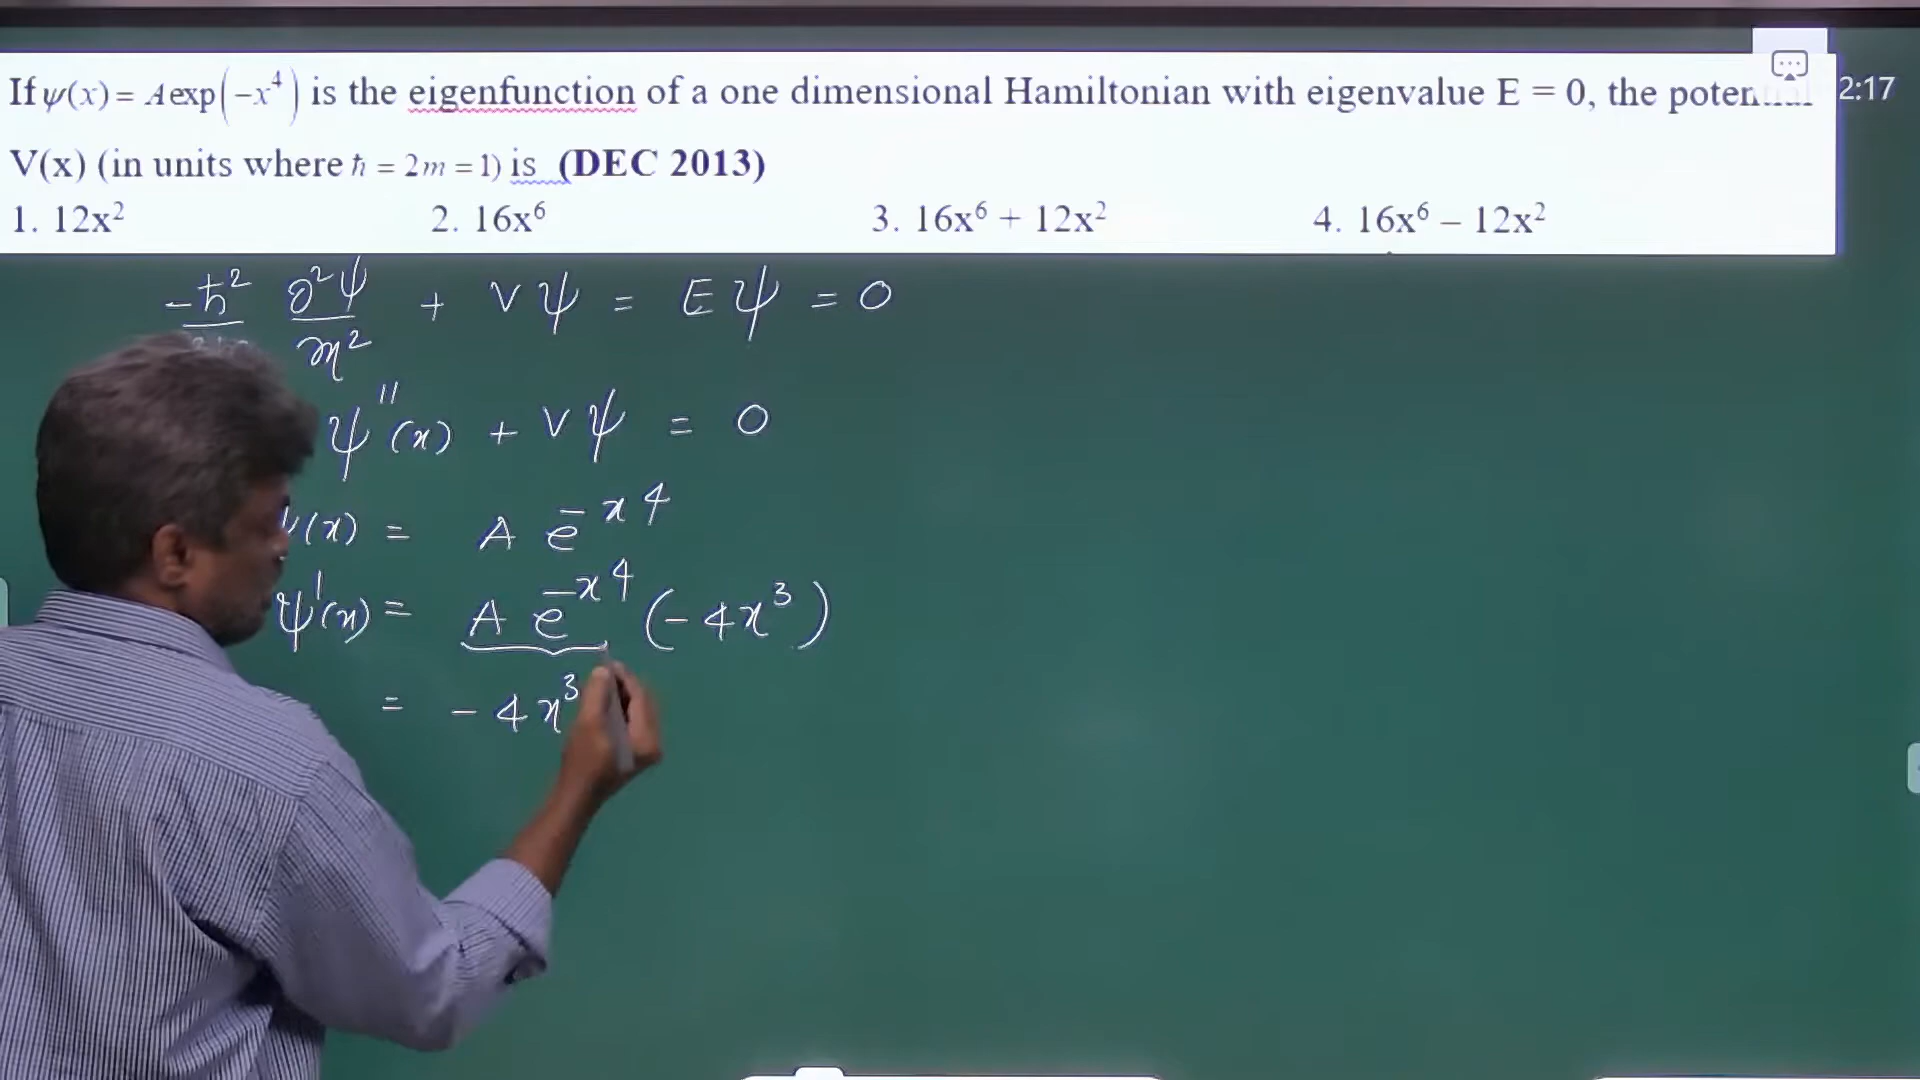 If ψ(x) = A exp(−x⁴) is the eigenfunction of a one dimensional Hamiltonian with eigenvalue E = 0, the
2:17
V(x) (in units where ℏ = 2m = 1) is (DEC 2013)
1. 12x² 2. 16x⁶ 3. 16x⁶ + 12x² 4. 16x⁶ – 12x²
−ℏ² ∂²ψ + Vψ = Eψ = 0
∂x²
ψ''(x) + Vψ = 0
(x) = A e^−x⁴
ψ'(x) = A e^−x⁴ (−4x³)
= −4x³